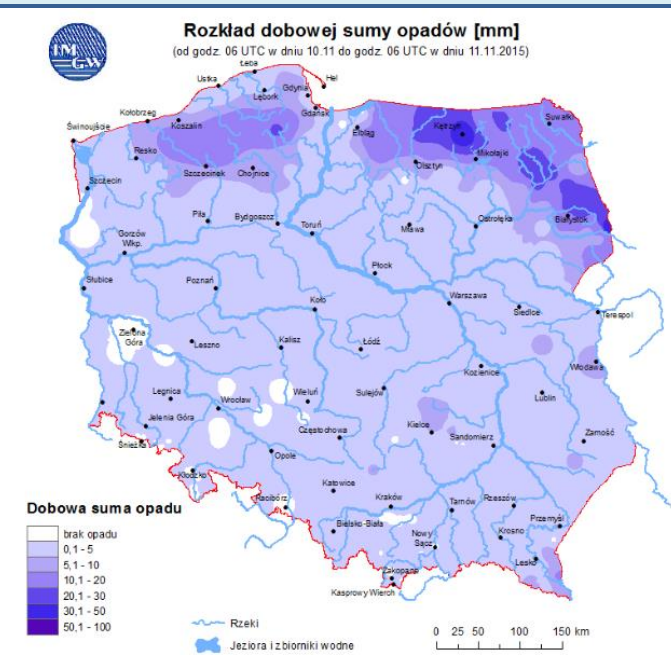 IM
GW
Rozkład dobowej sumy opadów [mm]
(od godz. 06 UTC w dniu 10.11 do godz. 06 UTC w dniu 11.11.2015)
Łeba
Ustka
Hel
Lębork
Gdynia
Kołobrzeg
Koszalin
Gdańsk
Elbląg
Kętrzyn
Suwałki
Świnoujście
Resko
Mikołajki
Olsztyn
Szczecinek
Chojnice
Szczecin
Piła
Bydgoszcz
Toruń
Mława
Ostrołęka
Białystok
Gorzów
Wlkp.
Płock
Słubice
Poznań
Koło
Warszawa
Siedlce
Terespol
Zielona
Góra
Leszno
Kalisz
Łódź
Kozienice
Włodawa
Legnica
Wrocław
Wieluń
Sulejów
Lublin
Jelenia Góra
Częstochowa
Kielce
Sandomierz
Zamość
Śnieżka
Opole
Kłodzko
Katowice
Racibórz
Kraków
Tarnów
Rzeszów
Przemyśl
Bielsko-Biała
Nowy
Sącz
Krosno
Lesko
Zakopane
Kasprowy Wierch
Dobowa suma opadu
brak opadu
0,1 - 5
5,1 - 10
10,1 - 20
20,1 - 30
30,1 - 50
50,1 - 100
Rzeki
Jeziora i zbiorniki wodne
0 25 50 100 150 km